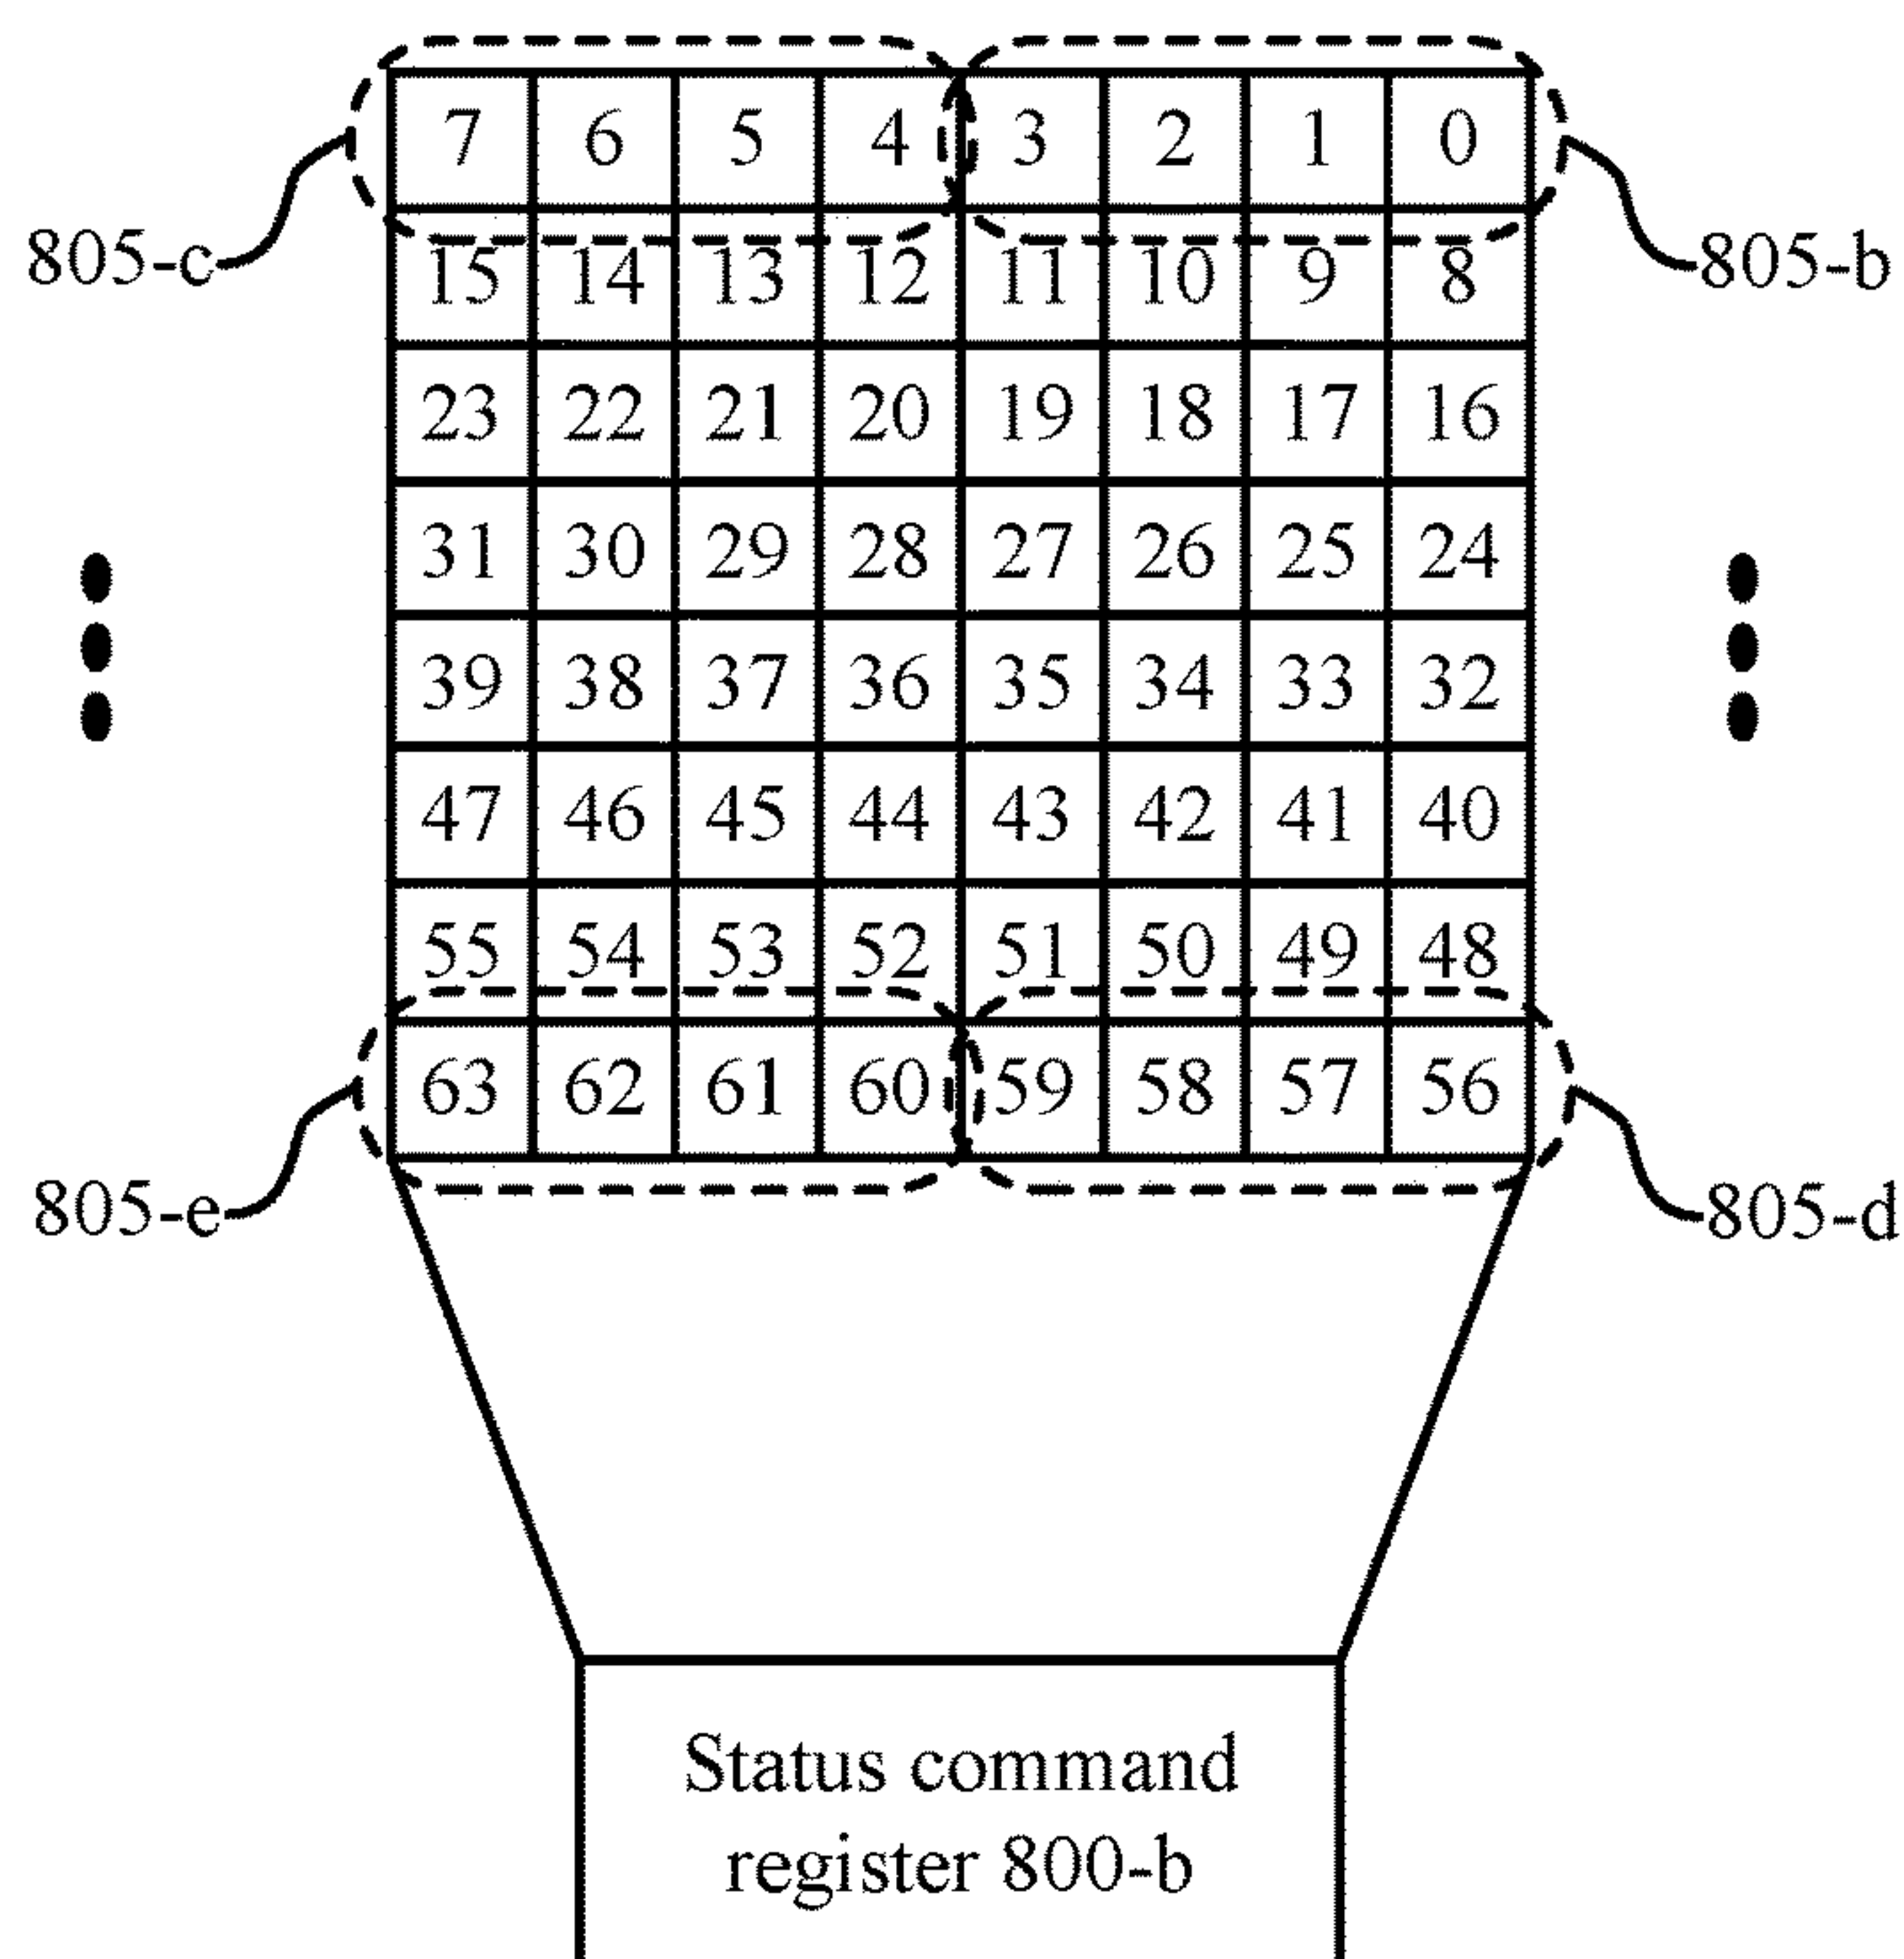 7 6 5 4 3 2 1 0
805-c
805-b
15 14 13 12 11 10 9 8
23 22 21 20 19 18 17 16
31 30 29 28 27 26 25 24
39 38 37 36 35 34 33 32
47 46 45 44 43 42 41 40
55 54 53 52 51 50 49 48
63 62 61 60 59 58 57 56
805-e
805-d
Status command
register 800-b